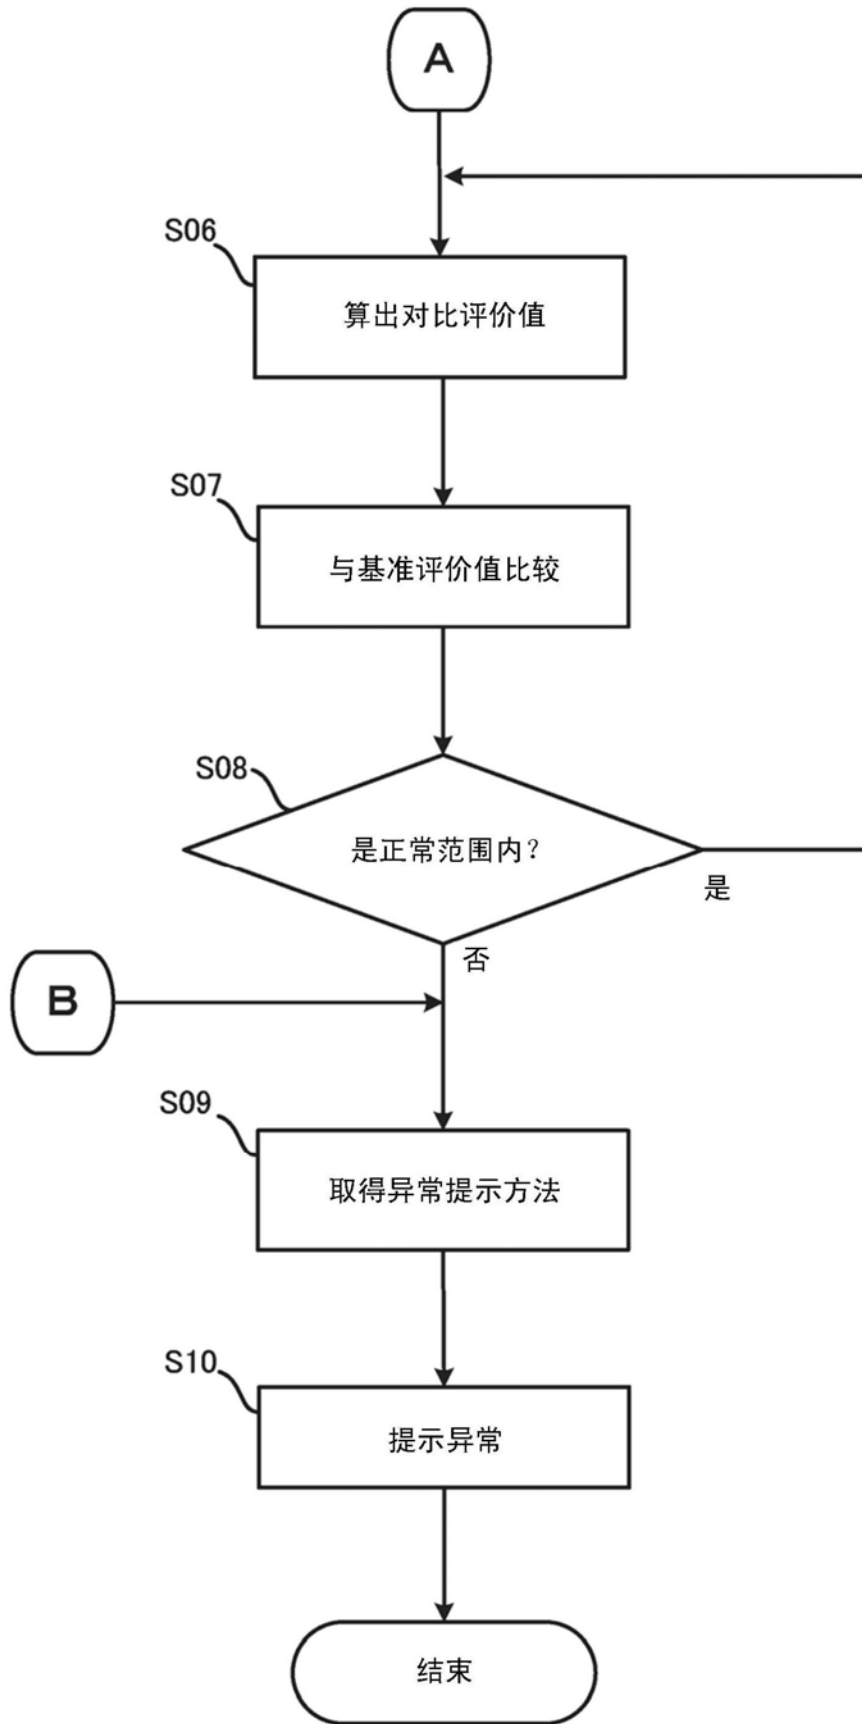 A
S06
算出对比评价值
S07
与基准评价值比较
S08
是正常范围内?
是
否
B
S09
取得异常提示方法
S10
提示异常
结束